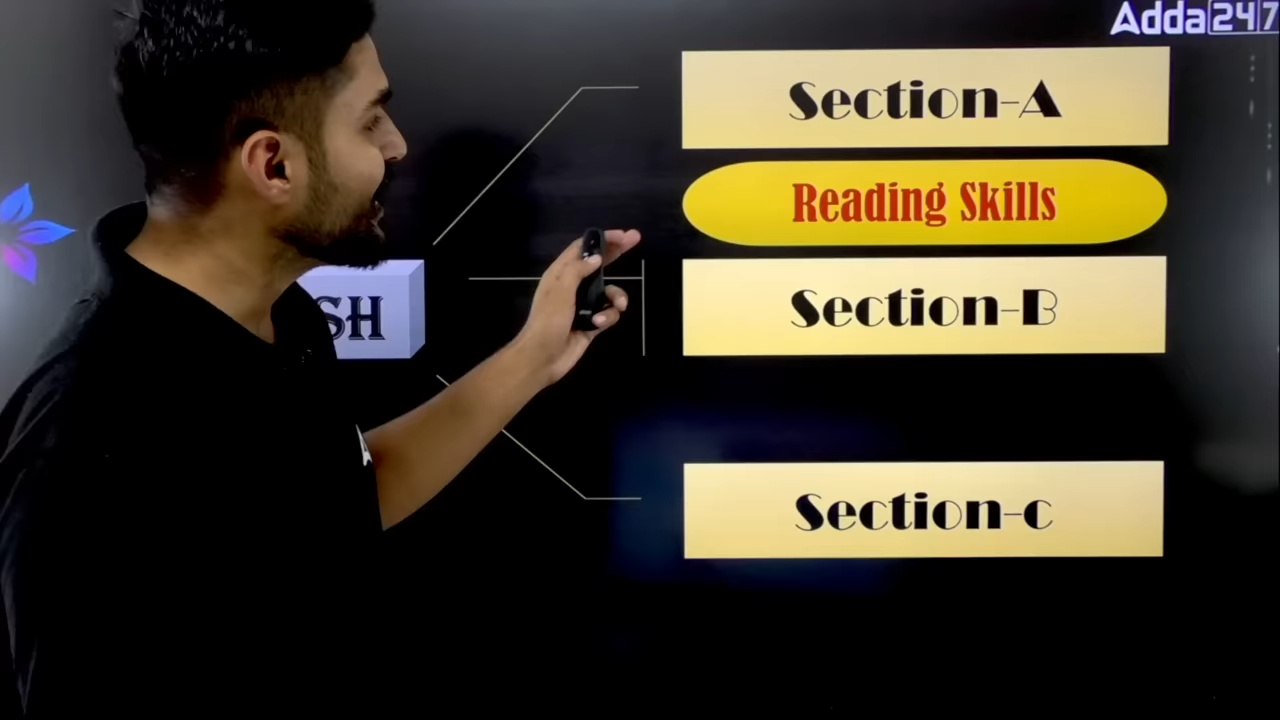 Adda247
Section-A
Reading Skills
SH
Section-B
Section-c